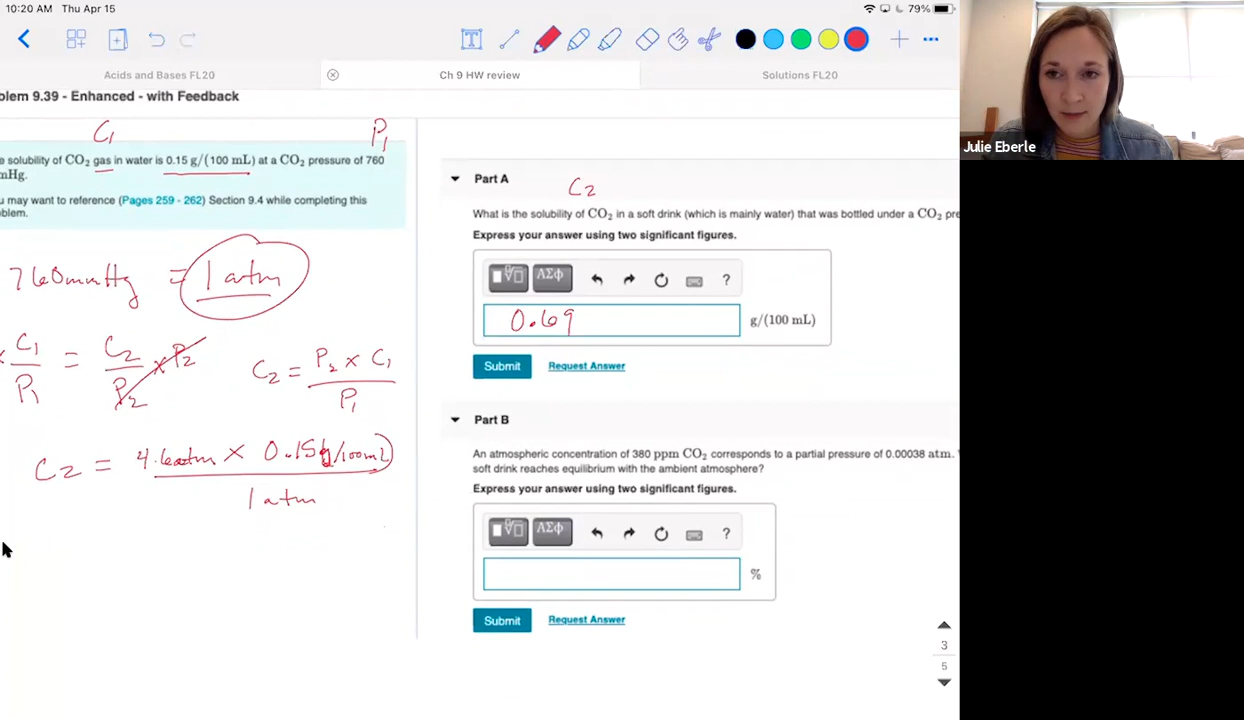 10:20 AM Thu Apr 15
79%
Acids and Bases FL20
Ch 9 HW review
Solutions FL20
Julie Eberle
olem 9.39 - Enhanced - with Feedback
C₁ P₁
e solubility of CO₂ gas in water is 0.15 g/(100 mL) at a CO₂ pressure of 760
mHg.
u may want to reference (Pages 259 - 262) Section 9.4 while completing this
blem.
760mmHg = 1 atm
× C₁/P₁ = C₂/P₂ × P₂
C₂ = P₂ × C₁ / P₁
C₂ = 4.6atm × 0.15g/100mL) / 1 atm
Part A
C₂
What is the solubility of CO₂ in a soft drink (which is mainly water) that was bottled under a CO₂ pre
Express your answer using two significant figures.
ΑΣΦ
?
0.69
g/(100 mL)
Submit
Request Answer
Part B
An atmospheric concentration of 380 ppm CO₂ corresponds to a partial pressure of 0.00038 atm.
soft drink reaches equilibrium with the ambient atmosphere?
Express your answer using two significant figures.
ΑΣΦ
?
%
Submit
Request Answer
3
5